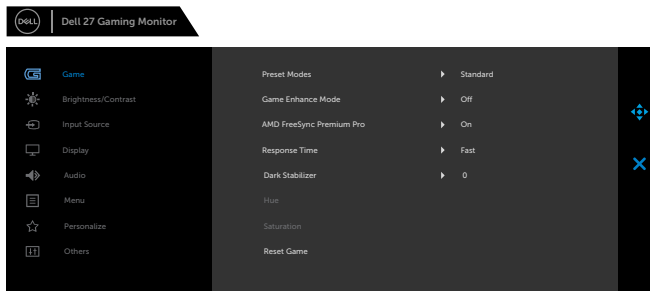 DELL
Dell 27 Gaming Monitor
Game
Brightness/Contrast
Input Source
Display
Audio
Menu
Personalize
Others
Preset Modes Standard
Game Enhance Mode Off
AMD FreeSync Premium Pro On
Response Time Fast
Dark Stabilizer 0
Hue
Saturation
Reset Game